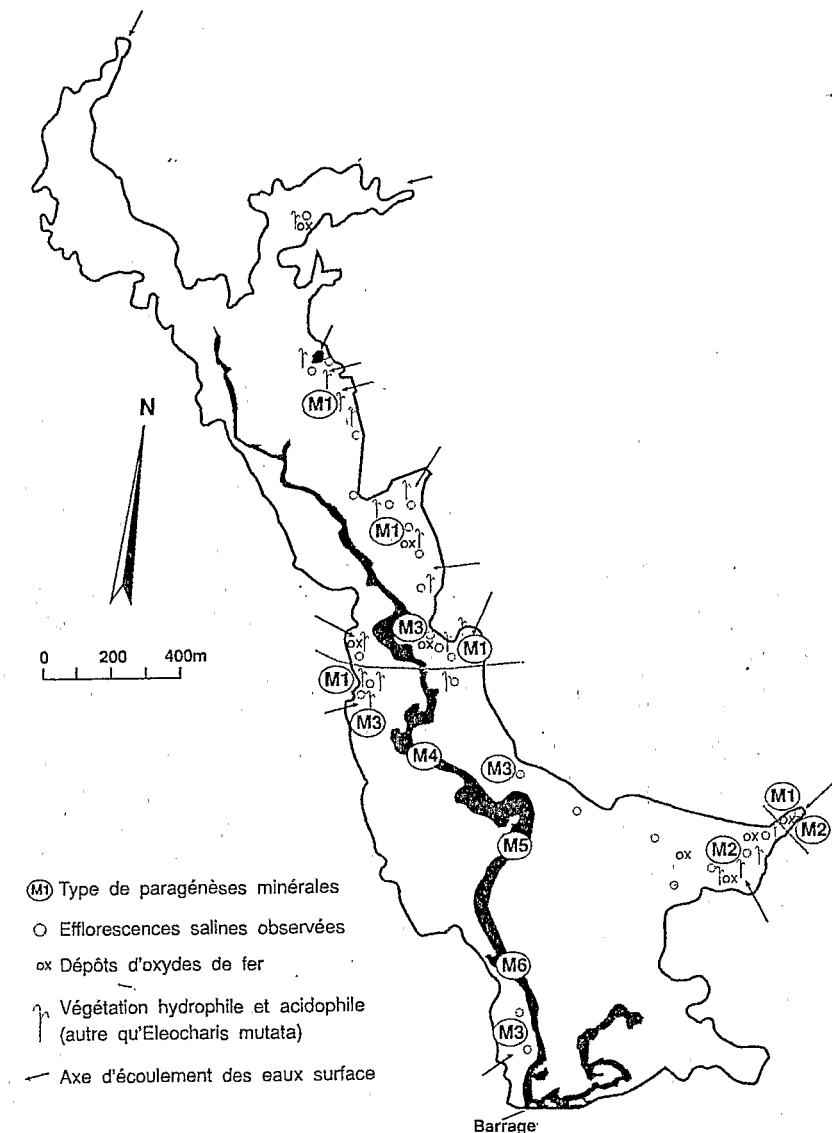 ox
M1
N
M1
ox
M3
ox
ox
M1
0 200 400m
M1
M3
M4
M3
M1
ox
M2
ox
M2
ox
M5
ox
M1 Type de paragénèses minérales
Efflorescences salines observées
M6
ox Dépôts d'oxydes de fer
Végétation hydrophile et acidophile
(autre qu'Eleocharis mutata)
M3
Axe d'écoulement des eaux surface
Barrage